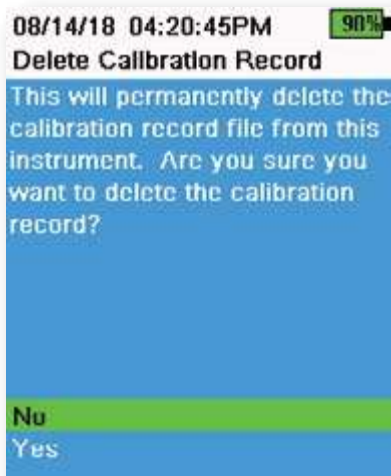 08/14/18 04:20:45PM 90%
Delete Calibration Record
This will permanently delete the
calibration record file from this
instrument. Are you sure you
want to delete the calibration
record?
No
Yes